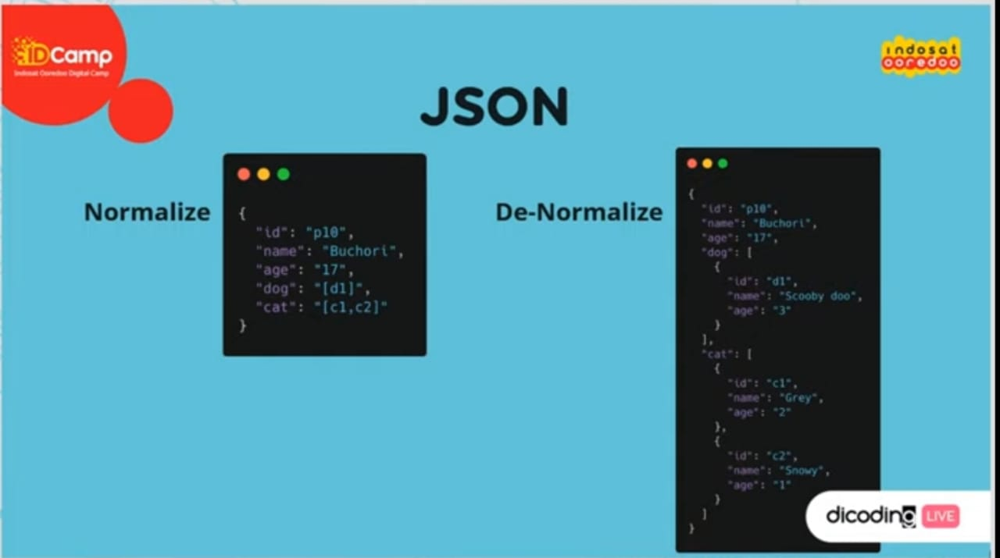 IDCamp
Indosat Ooredoo Digital Camp
indosat
ooredoo
JSON
Normalize
{
"id": "p10",
"name": "Buchori",
"age": "17",
"dog": "[d1]",
"cat": "[c1,c2]"
}
De-Normalize
{
"id": "p10",
"name": "Buchori",
"age": "17",
"dog": [
{
"id": "d1",
"name": "Scooby doo",
"age": "3"
}
],
"cat": [
{
"id": "c1",
"name": "Grey",
"age": "2"
},
{
"id": "c2",
"name": "Snowy",
"age": "1"
}
]
}
dicoding LIVE